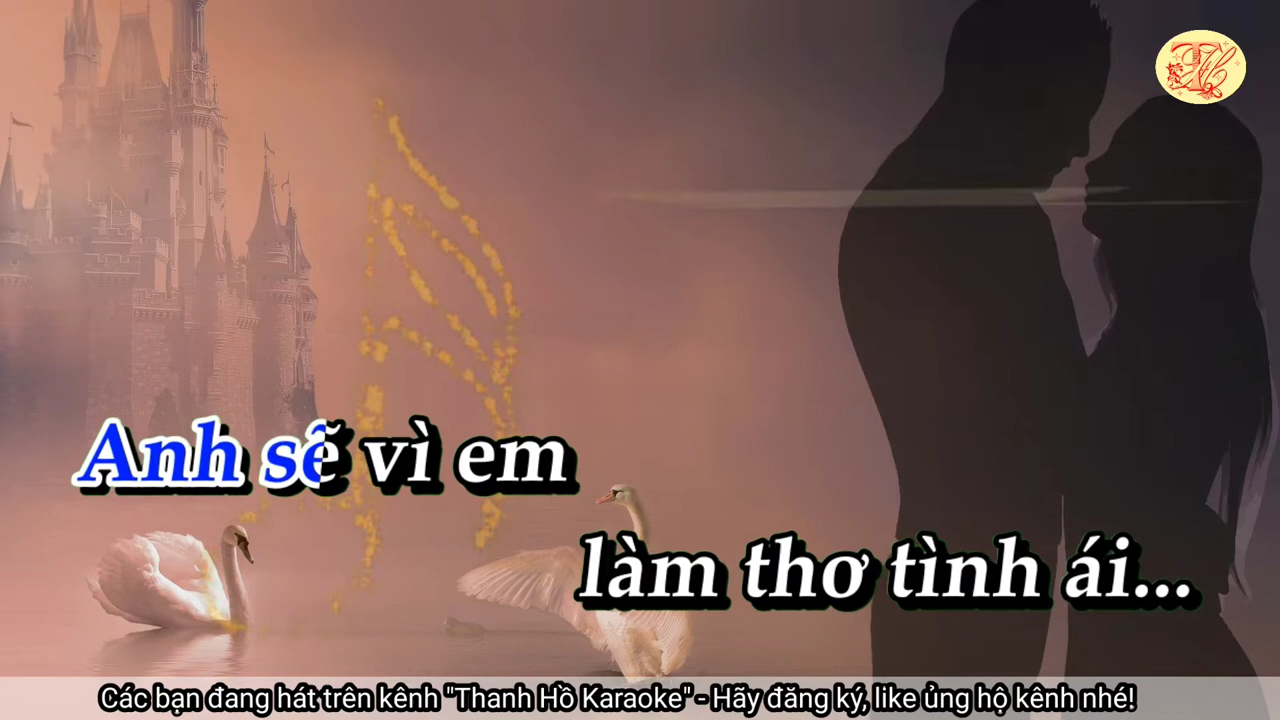 Anh sẽ vì em
làm thơ tình ái...
Các bạn đang hát trên kênh "Thanh Hồ Karaoke" - Hãy đăng ký, like ủng hộ kênh nhé!